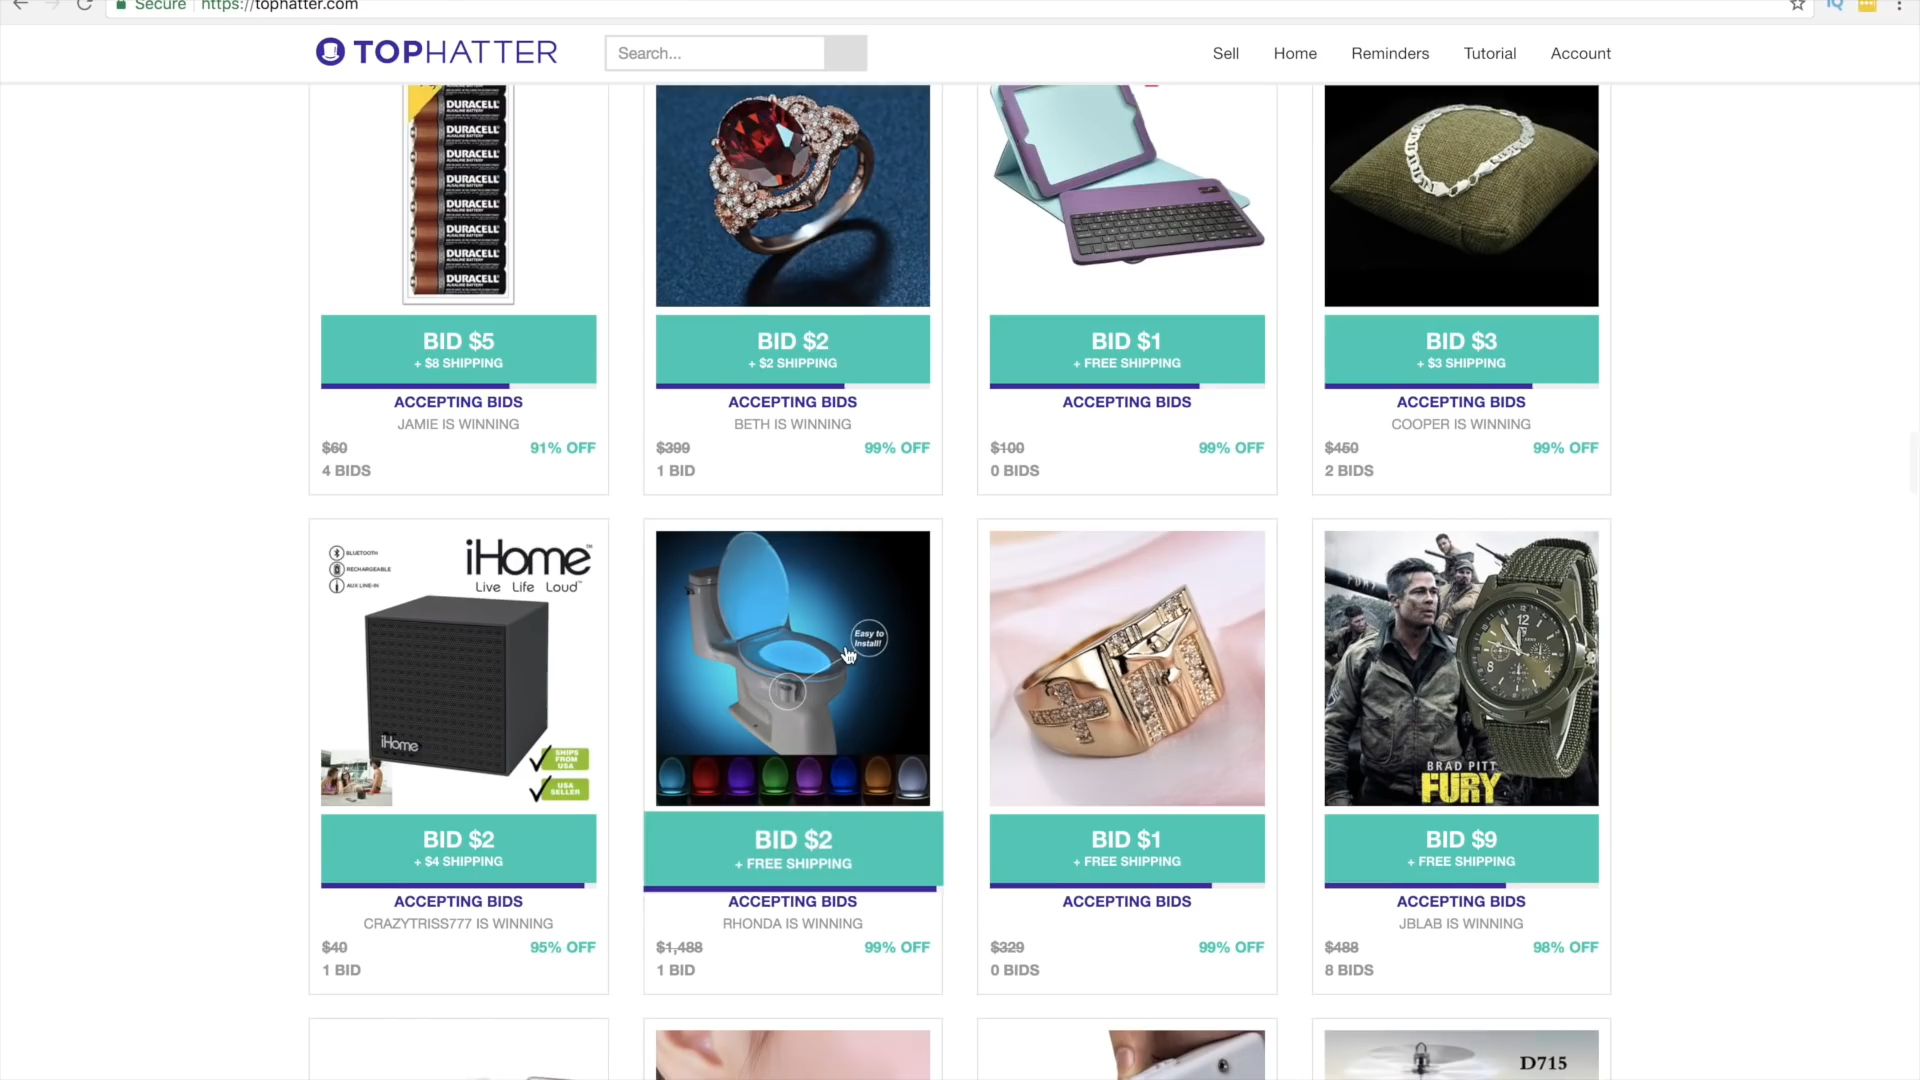 Secure https://tophatter.com
TOPHATTER
Search...
Sell Home Reminders Tutorial Account
DURACELL
DURACELL
DURACELL
DURACELL
DURACELL
DURACELL
DURACELL
DURACELL
BID $5
+ $8 SHIPPING
ACCEPTING BIDS
JAMIE IS WINNING
$60 91% OFF
4 BIDS
BID $2
+ $2 SHIPPING
ACCEPTING BIDS
BETH IS WINNING
$399 99% OFF
1 BID
BID $1
+ FREE SHIPPING
ACCEPTING BIDS
$100 99% OFF
0 BIDS
BID $3
+ $3 SHIPPING
ACCEPTING BIDS
COOPER IS WINNING
$450 99% OFF
2 BIDS
BLUETOOTH
RECHARGEABLE
AUX LINE-IN
iHome™
Live Life Loud™
iHome
SHIPS
FROM
USA
USA
SELLER
BID $2
+ $4 SHIPPING
ACCEPTING BIDS
CRAZYTRISS777 IS WINNING
$40 95% OFF
1 BID
Easy to
Install!
BID $2
+ FREE SHIPPING
ACCEPTING BIDS
RHONDA IS WINNING
$1,488 99% OFF
1 BID
BID $1
+ FREE SHIPPING
ACCEPTING BIDS
$329 99% OFF
0 BIDS
12
8
BRAD PITT
FURY
BID $9
+ FREE SHIPPING
ACCEPTING BIDS
JBLAB IS WINNING
$488 98% OFF
8 BIDS
D715